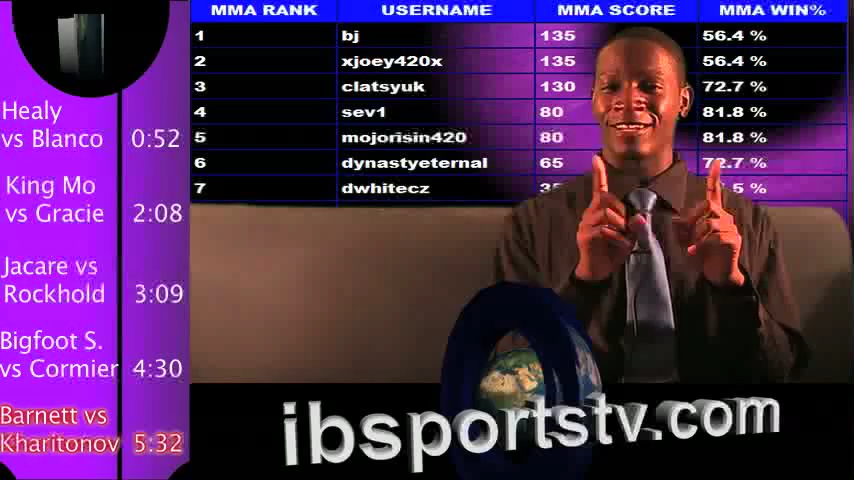 MMA RANK USERNAME MMA SCORE MMA WIN%
1 bj 135 56.4 %
2 xjoey420x 135 56.4 %
3 clatsyuk 130 72.7 %
4 sev1 80 81.8 %
5 mojorisin420 80 81.8 %
6 dynastyeternal 65 72.7 %
7 dwhitecz 5 %
Healy
vs Blanco 0:52
King Mo
vs Gracie 2:08
Jacare vs
Rockhold 3:09
Bigfoot S.
vs Cormier 4:30
Barnett vs
Kharitonov 5:32
ibsportstv.com